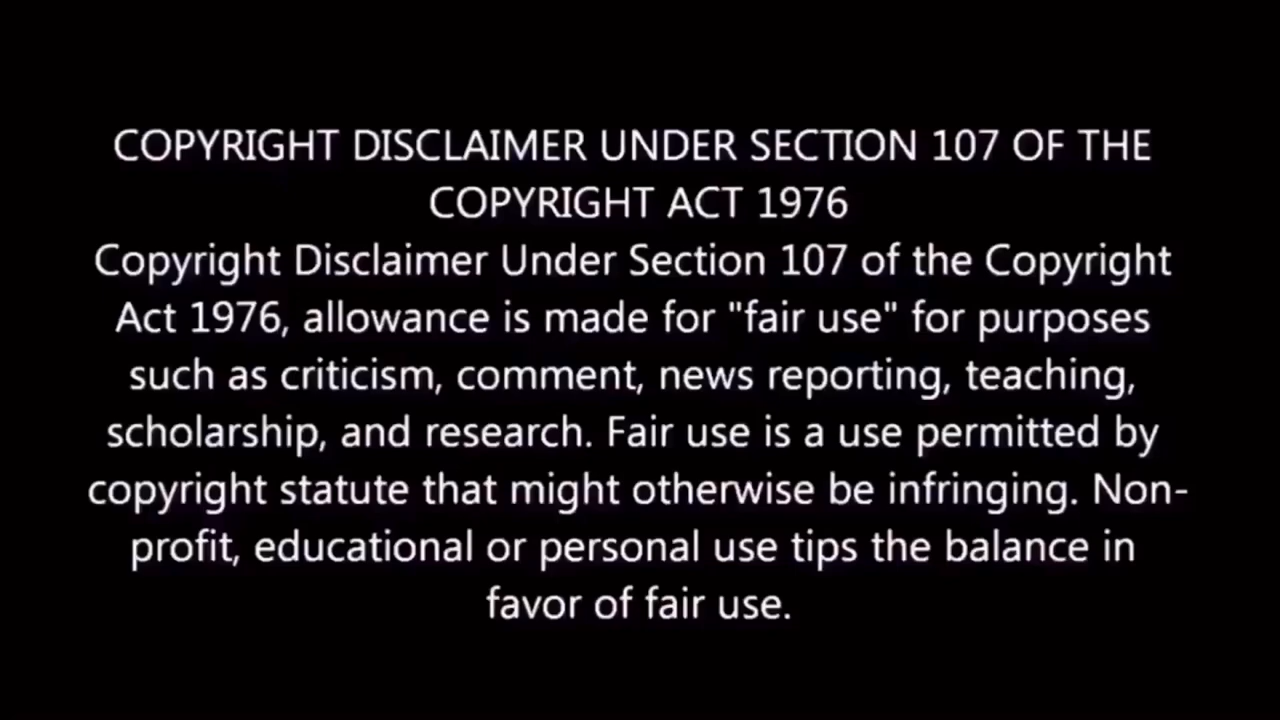 COPYRIGHT DISCLAIMER UNDER SECTION 107 OF THE
COPYRIGHT ACT 1976
Copyright Disclaimer Under Section 107 of the Copyright
Act 1976, allowance is made for "fair use" for purposes
such as criticism, comment, news reporting, teaching,
scholarship, and research. Fair use is a use permitted by
copyright statute that might otherwise be infringing. Non-
profit, educational or personal use tips the balance in
favor of fair use.